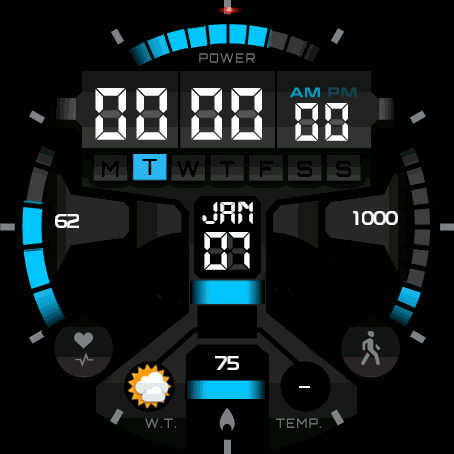 POWER
AM PM
00 00 00
M T W T F S S
62
JAN
1000
07
75
-
W.T. TEMP.